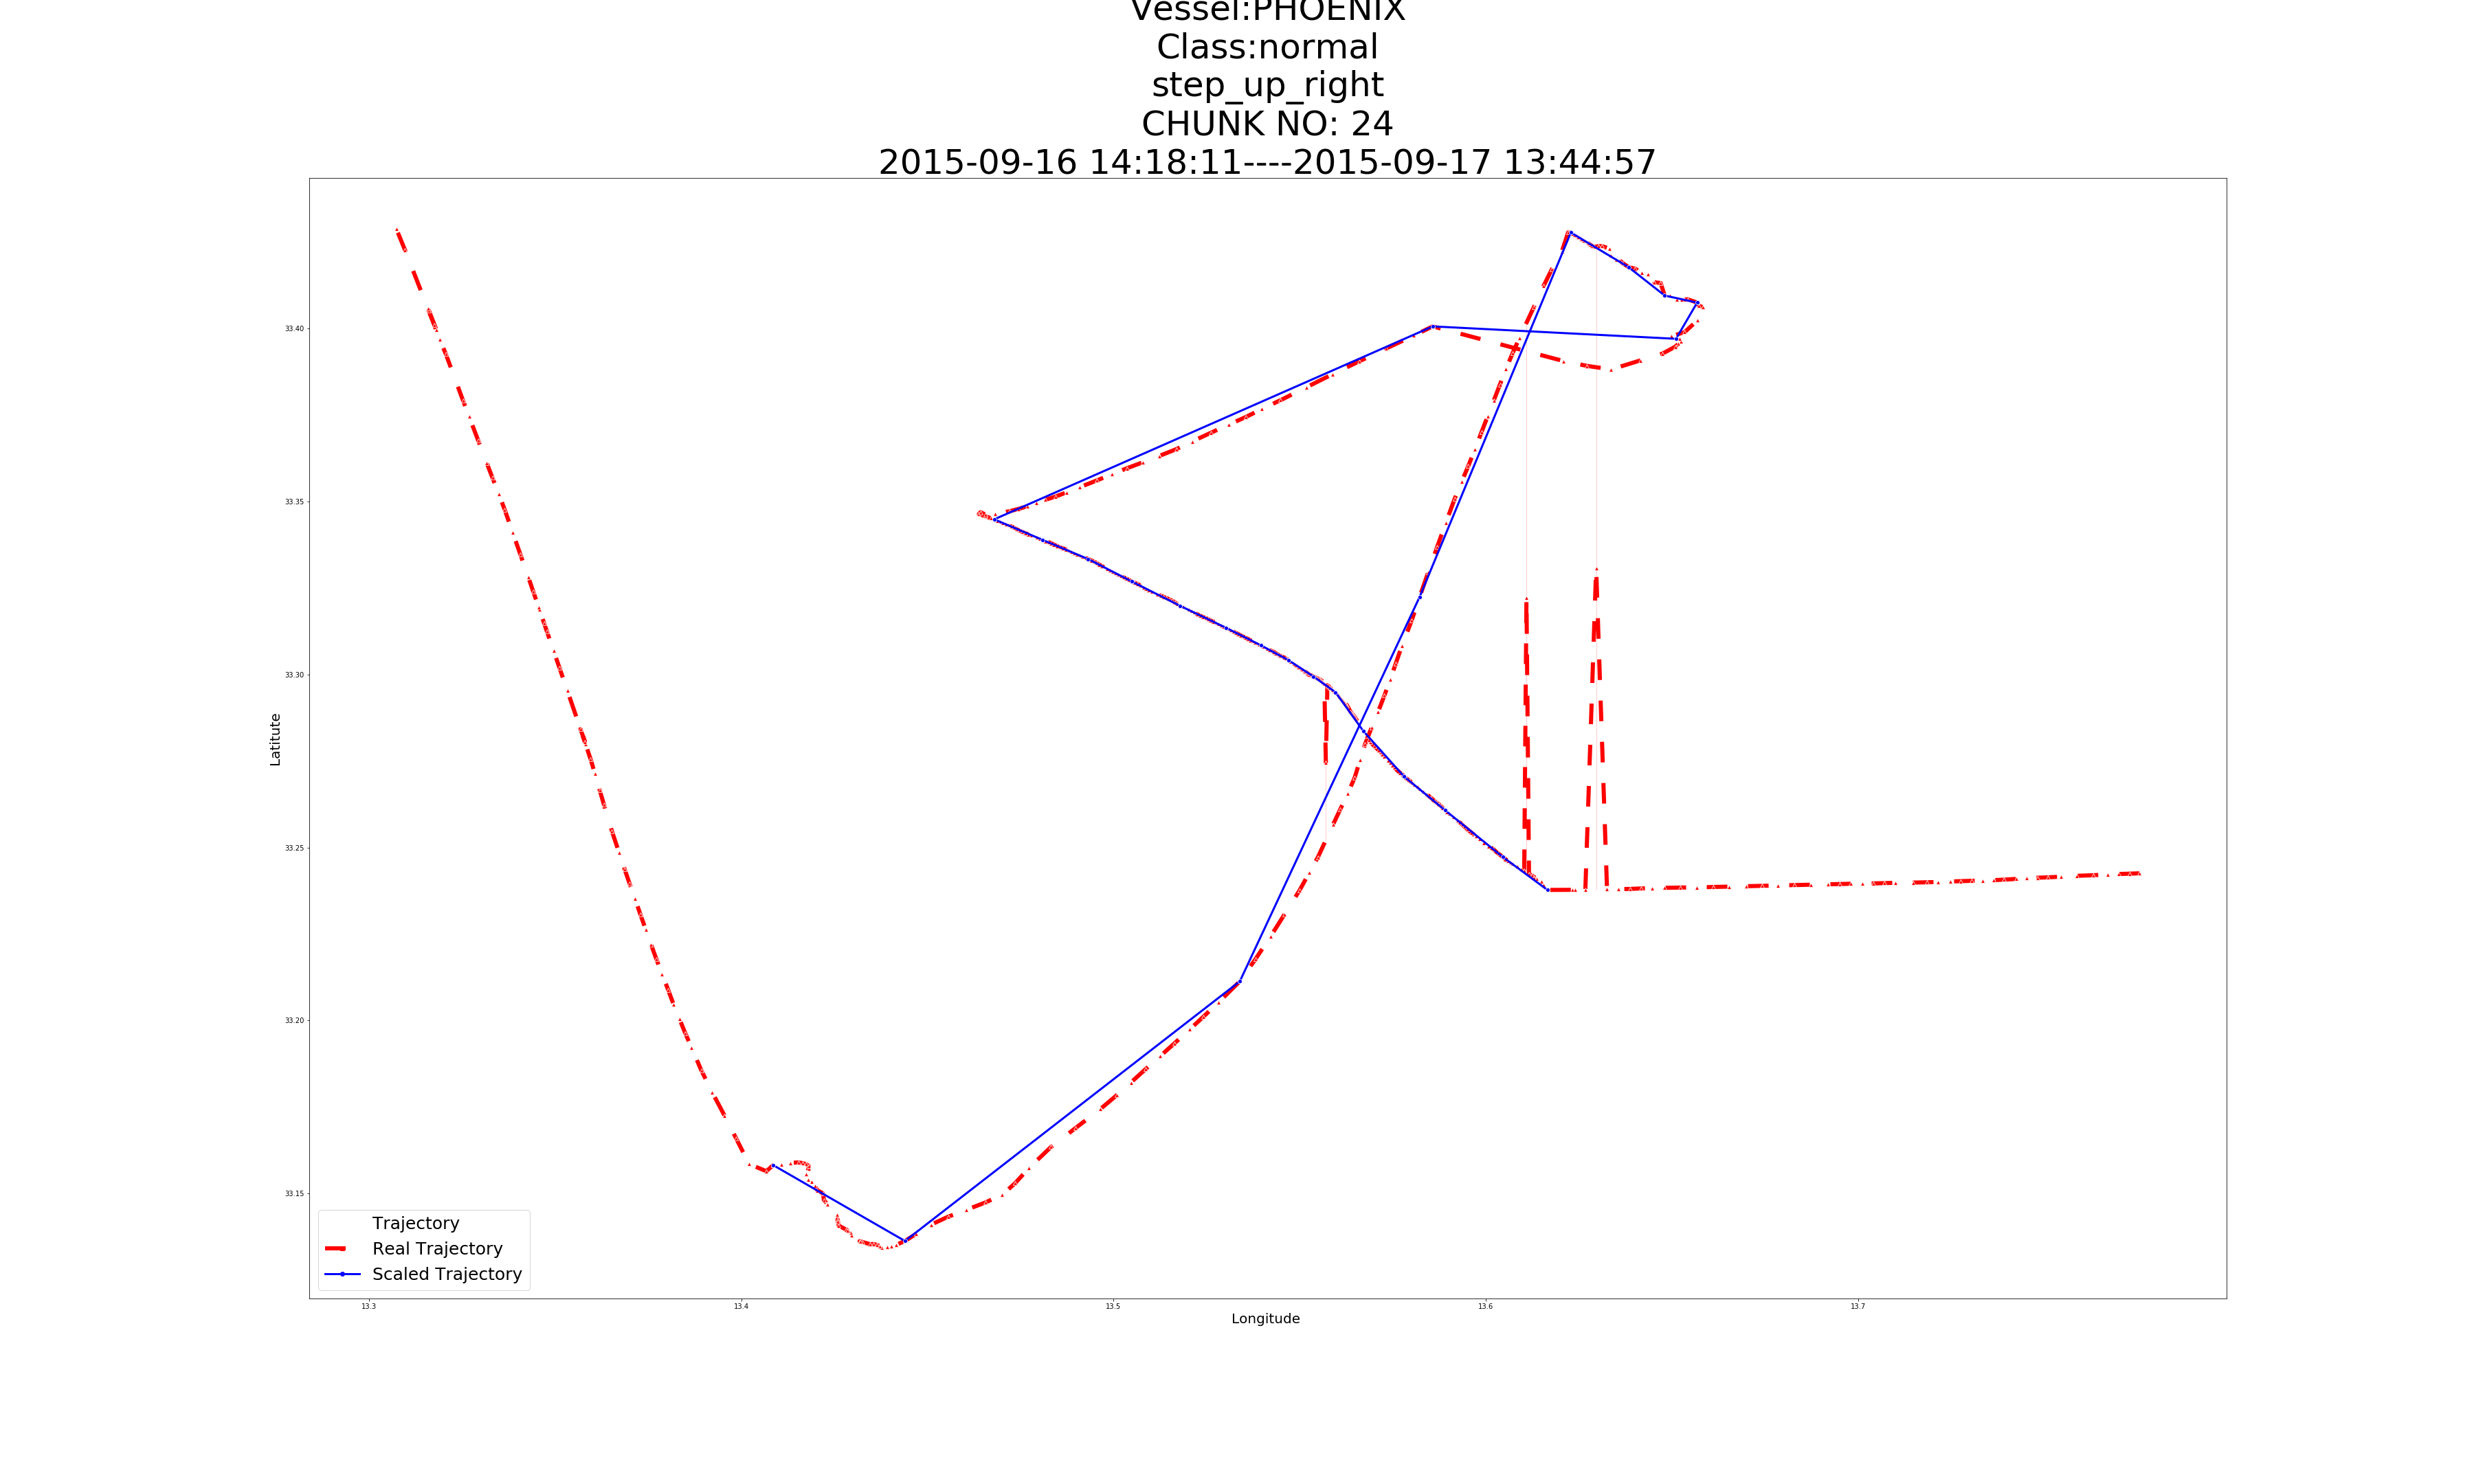 Vessel:PHOENIX
Class:normal
step_up_right
CHUNK NO: 24
2015-09-16 14:18:11----2015-09-17 13:44:57
33.40
33.35
33.30
33.25
33.20
33.15
Latitude
Trajectory
Real Trajectory
Scaled Trajectory
13.3 13.4 13.5 13.6 13.7
Longitude